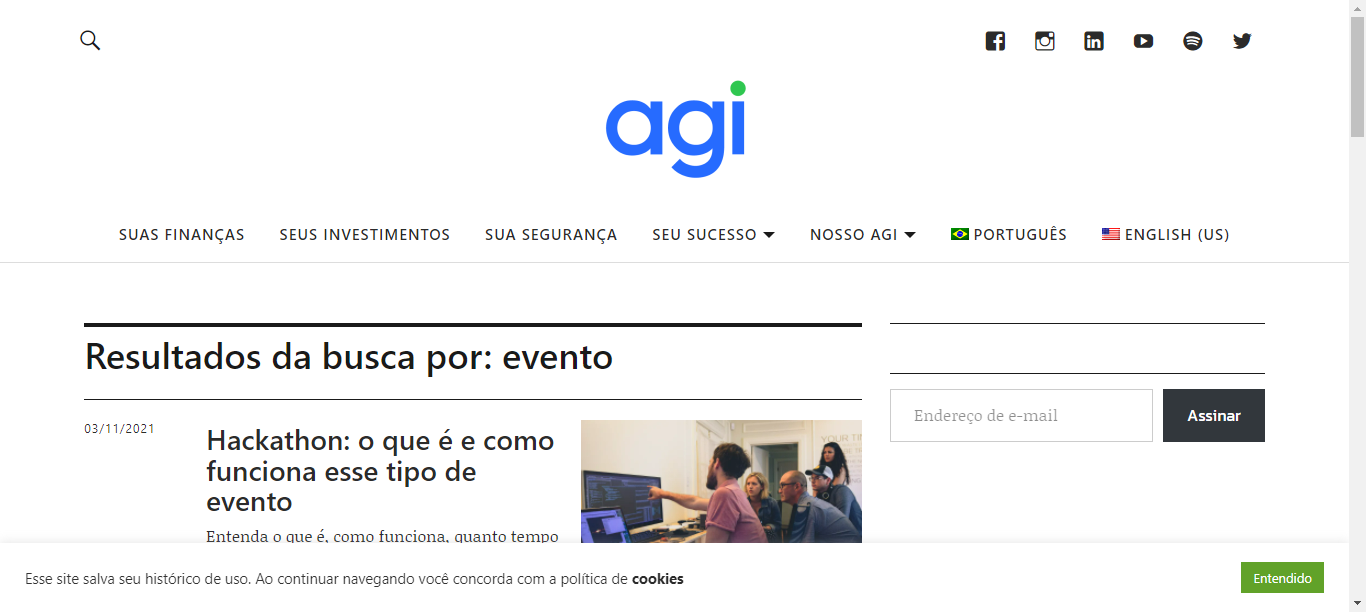 agi
SUAS FINANÇAS SEUS INVESTIMENTOS SUA SEGURANÇA SEU SUCESSO NOSSO AGI PORTUGUÊS ENGLISH (US)
Resultados da busca por: evento
03/11/2021
Hackathon: o que é e como
funciona esse tipo de
evento
Entenda o que é, como funciona, quanto tempo
Endereço de e-mail
Assinar
Esse site salva seu histórico de uso. Ao continuar navegando você concorda com a política de cookies
Entendido